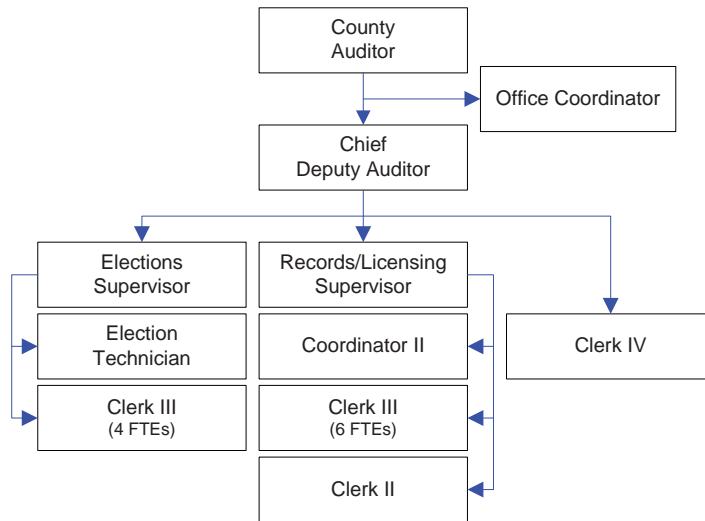 County
Auditor
Office Coordinator
Chief
Deputy Auditor
Elections
Supervisor
Records/Licensing
Supervisor
Election
Technician
Coordinator II
Clerk IV
Clerk III
(4 FTEs)
Clerk III
(6 FTEs)
Clerk II